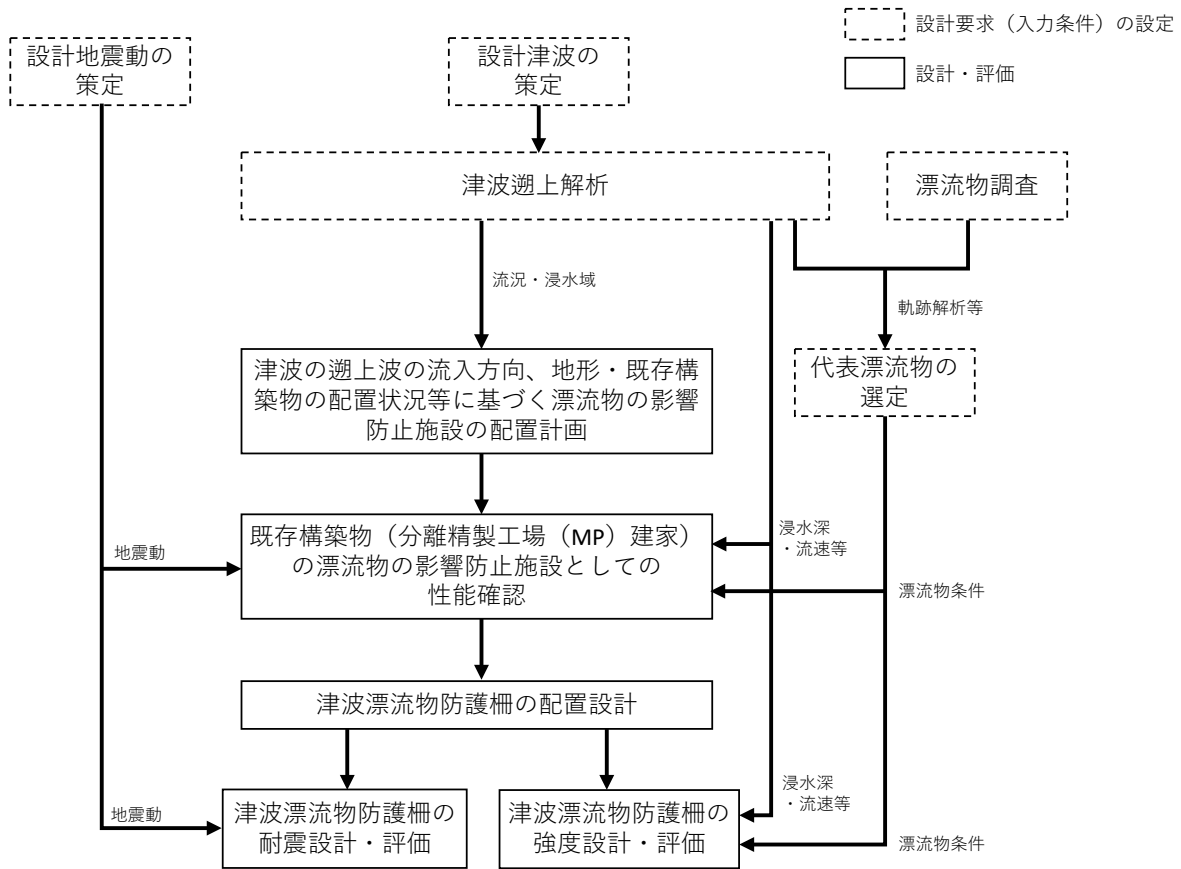 設計要求（入力条件）の設定
設計・評価
設計地震動の
策定
設計津波の
策定
津波遡上解析
漂流物調査
流況・浸水域
軌跡解析等
津波の遡上波の流入方向、地形・既存構
築物の配置状況等に基づく漂流物の影響
防止施設の配置計画
代表漂流物の
選定
地震動
既存構築物（分離精製工場（MP）建家）
の漂流物の影響防止施設としての
性能確認
浸水深
・流速等
漂流物条件
津波漂流物防護柵の配置設計
地震動
津波漂流物防護柵の
耐震設計・評価
津波漂流物防護柵の
強度設計・評価
浸水深
・流速等
漂流物条件